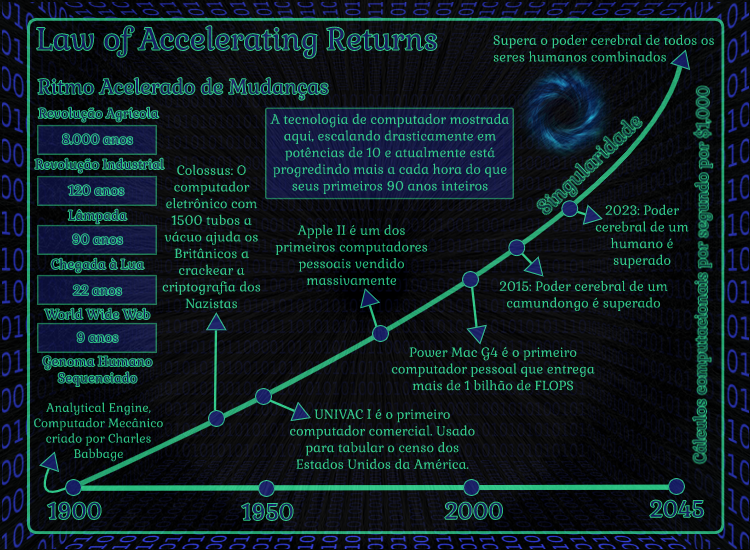 Law of Accelerating Returns
Supera o poder cerebral de todos os
seres humanos combinados
Ritmo Acelerado de Mudanças
Revolução Agrícola
8.000 anos
Revolução Industrial
120 anos
Lâmpada
90 anos
Chegada à Lua
22 anos
World Wide Web
9 anos
Genoma Humano
Sequenciado
A tecnologia de computador mostrada
aqui, escalando drasticamente em
potências de 10 e atualmente está
progredindo mais a cada hora do que
seus primeiros 90 anos inteiros
Colossus: O
computador
eletrônico com
1500 tubos a
vácuo ajuda os
Britânicos a
crackear a
criptografia dos
Nazistas
Apple II é um dos
primeiros computadores
pessoais vendido
massivamente
Singularidade
2023: Poder
cerebral de um
humano é
superado
2015: Poder cerebral de um
camundongo é superado
Power Mac G4 é o primeiro
computador pessoal que entrega
mais de 1 bilhão de FLOPS
UNIVAC I é o primeiro
computador comercial. Usado
para tabular o censo dos
Estados Unidos da América.
Analytical Engine,
Computador Mecânico
criado por Charles
Babbage
Cálculos computacionais por segundo por $1,000
1900
1950
2000
2045